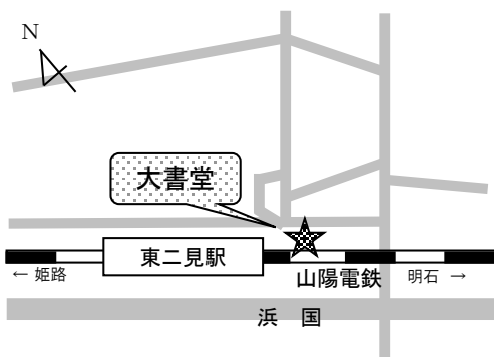 N
大書堂
東二見駅
← 姫路
山陽電鉄
明石 →
浜 国